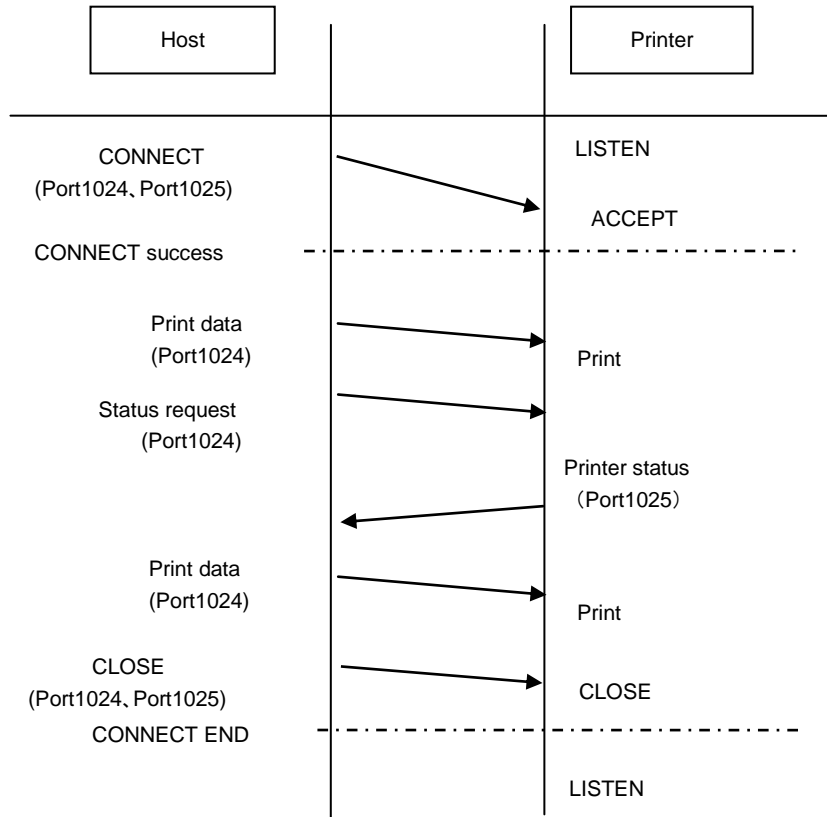 Host
Printer
LISTEN
CONNECT
(Port1024、Port1025)
ACCEPT
CONNECT success
Print data
(Port1024)
Print
Status request
(Port1024)
Printer status
（Port1025）
Print data
(Port1024)
Print
CLOSE
(Port1024、Port1025)
CLOSE
CONNECT END
LISTEN